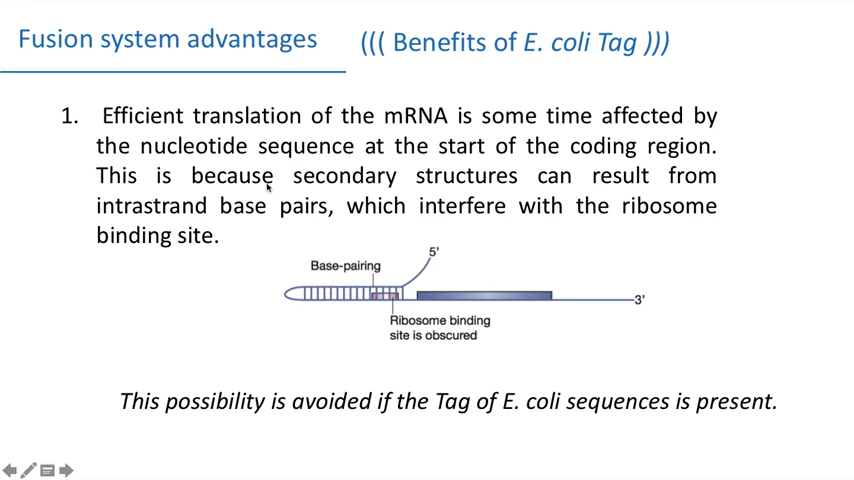 Fusion system advantages ((( Benefits of E. coli Tag )))
1. Efficient translation of the mRNA is some time affected by
the nucleotide sequence at the start of the coding region.
This is because secondary structures can result from
intrastrand base pairs, which interfere with the ribosome
binding site.
5'
Base-pairing
3'
Ribosome binding
site is obscured
This possibility is avoided if the Tag of E. coli sequences is present.